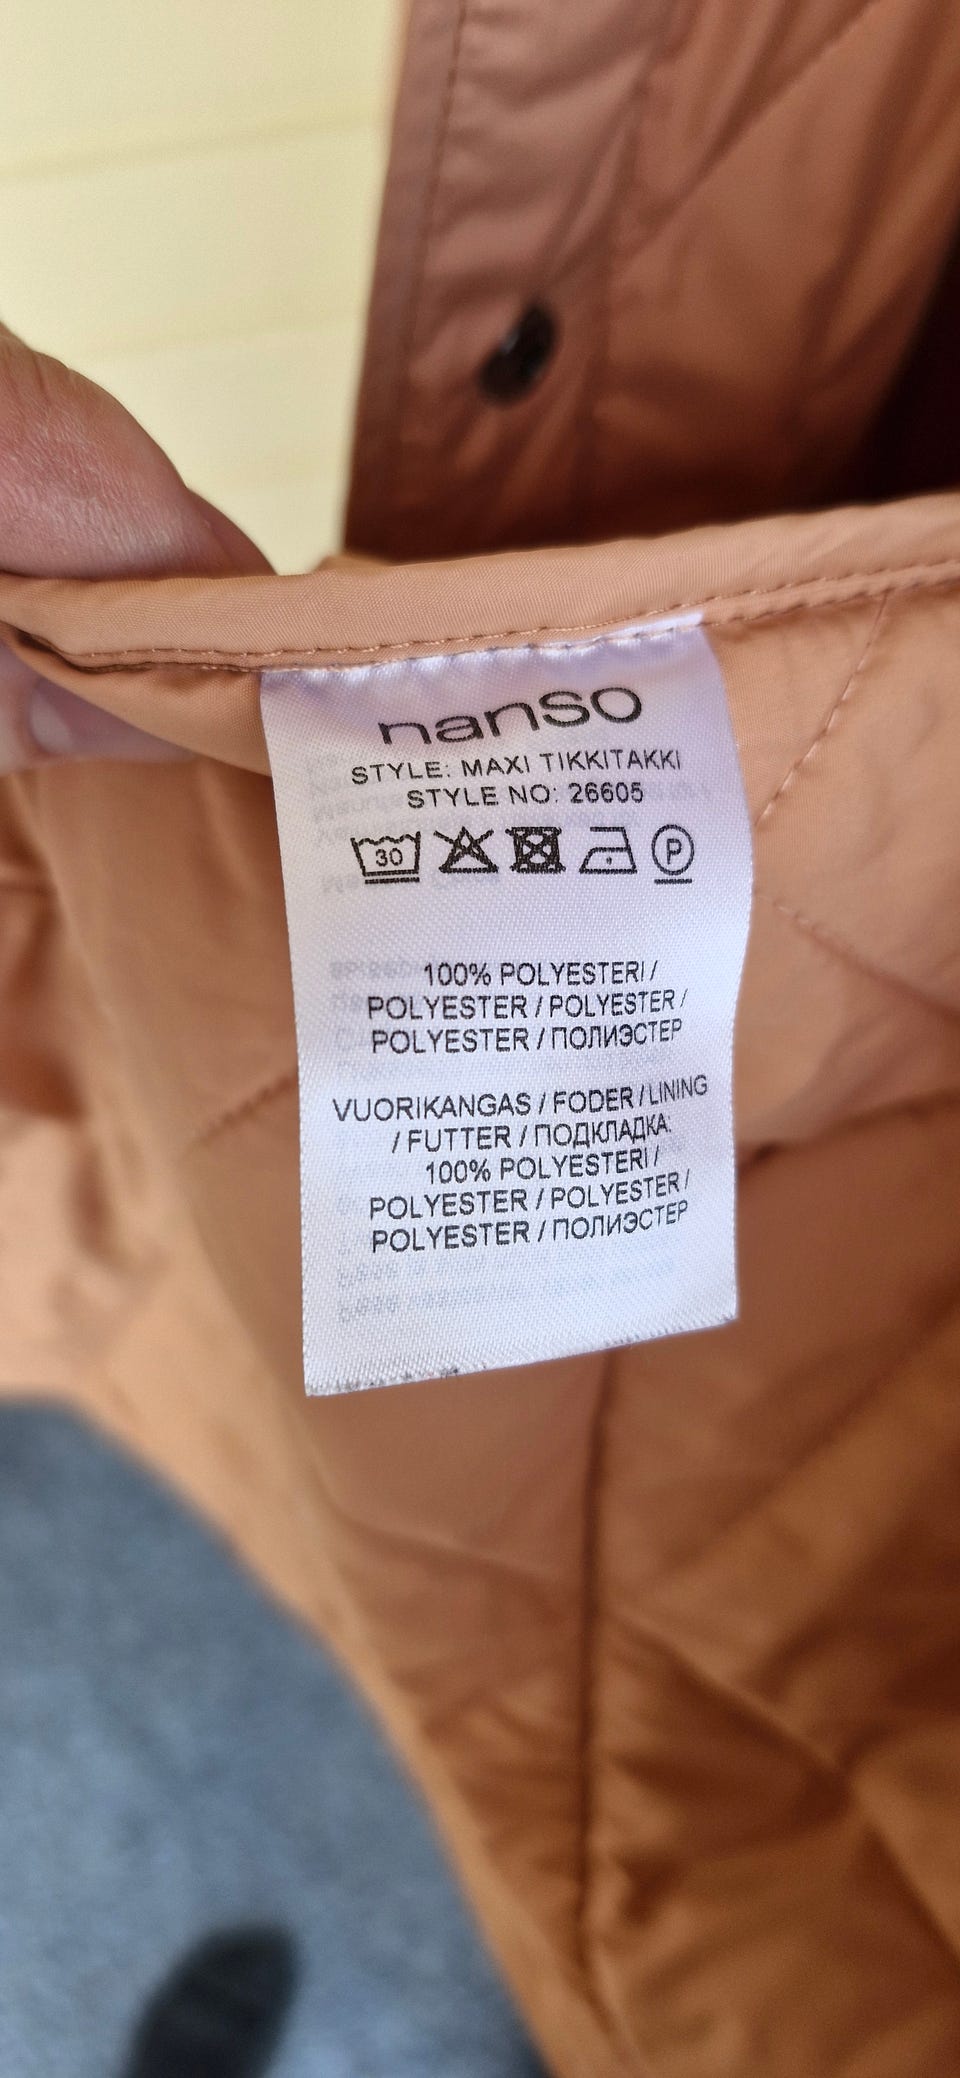 nanso
STYLE: MAXI TIKKITAKKI
STYLE NO: 26605
30
P
100% POLYESTERI /
POLYESTER / POLYESTER /
POLYESTER / ПОЛИЭСТЕР
VUORIKANGAS / FODER / LINING
/ FUTTER / ПОДКЛАДКА:
100% POLYESTERI /
POLYESTER / POLYESTER /
POLYESTER / ПОЛИЭСТЕР